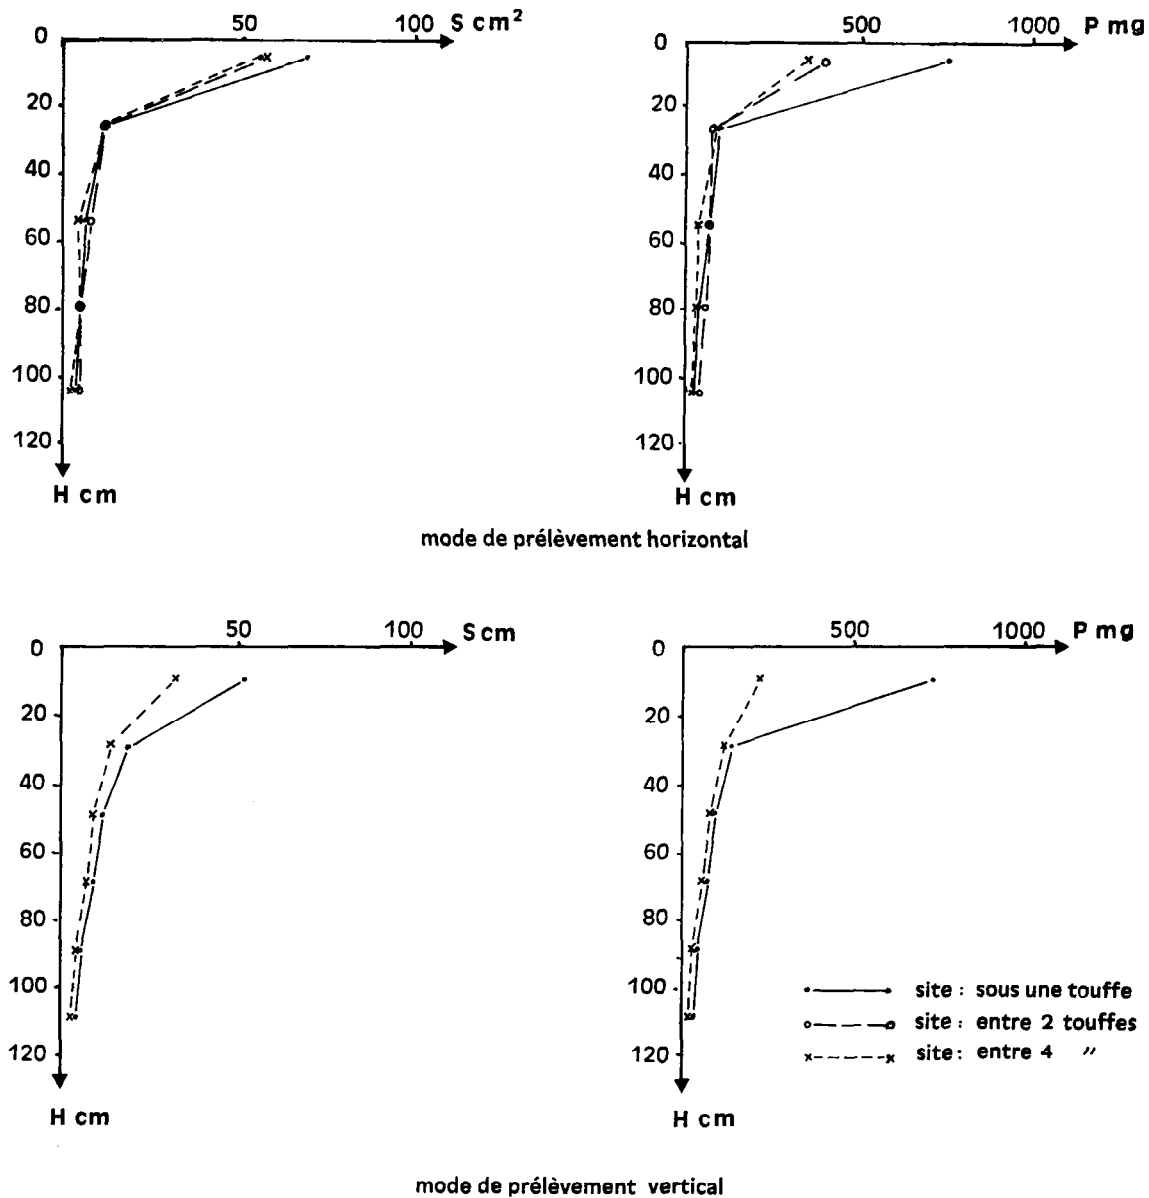 50 100 S cm²
0
20
40
60
80
100
120
H cm
500 1000 P mg
0
20
40
60
80
100
120
H cm
mode de prélèvement horizontal
50 100 S cm
0
20
40
60
80
100
120
H cm
500 1000 P mg
0
20
40
60
80
100
120
H cm
site : sous une touffe
site : entre 2 touffes
site : entre 4 〃
mode de prélèvement vertical